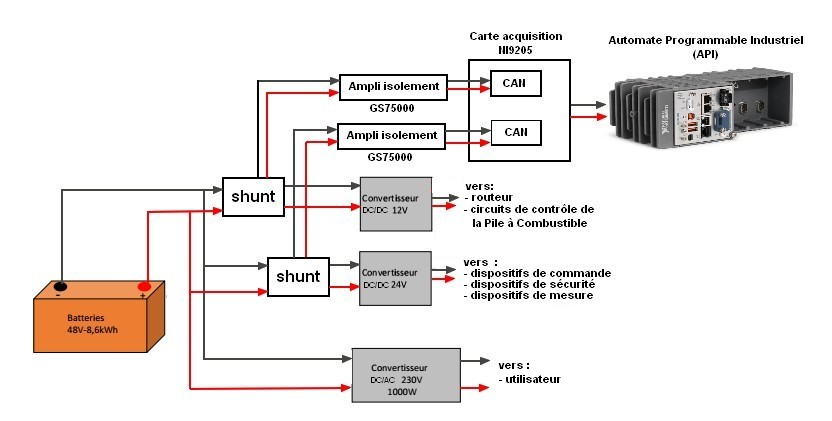 Carte acquisition
NI9205
Automate Programmable Industriel
(API)
Ampli isolement
GS75000
CAN
Ampli isolement
GS75000
CAN
shunt
Convertisseur
DC/DC 12V
vers:
- routeur
- circuits de contrôle de
la Pile à Combustible
shunt
Convertisseur
DC/DC 24V
vers :
- dispositifs de commande
- dispositifs de sécurité
- dispositifs de mesure
-
+
Batteries
48V-8,6kWh
Convertisseur
DC/AC 230V
1000W
vers :
- utilisateur